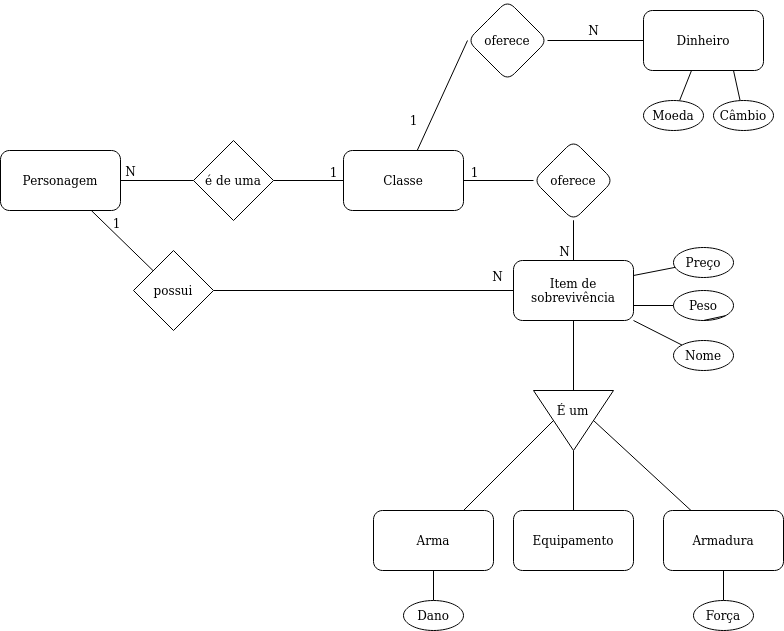 oferece
N
Dinheiro
Moeda
Câmbio
1
Personagem
N
é de uma
1
Classe
1
oferece
1
N
possui
N
Item de
sobrevivência
Preço
Peso
Nome
É um
Arma
Equipamento
Armadura
Dano
Força